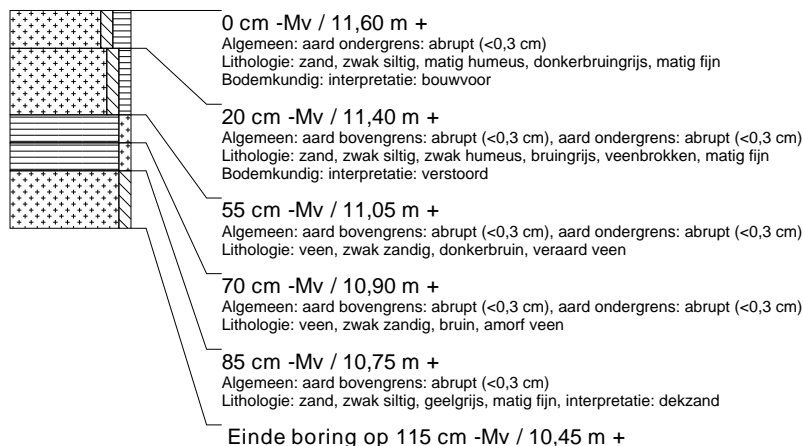 0 cm -Mv / 11,60 m +
Algemeen: aard ondergrens: abrupt (<0,3 cm)
Lithologie: zand, zwak siltig, matig humeus, donkerbruingrijs, matig fijn
Bodemkundig: interpretatie: bouwvoor
20 cm -Mv / 11,40 m +
Algemeen: aard bovengrens: abrupt (<0,3 cm), aard ondergrens: abrupt (<0,3 cm)
Lithologie: zand, zwak siltig, zwak humeus, bruingrijs, veenbrokken, matig fijn
Bodemkundig: interpretatie: verstoord
55 cm -Mv / 11,05 m +
Algemeen: aard bovengrens: abrupt (<0,3 cm), aard ondergrens: abrupt (<0,3 cm)
Lithologie: veen, zwak zandig, donkerbruin, veraard veen
70 cm -Mv / 10,90 m +
Algemeen: aard bovengrens: abrupt (<0,3 cm), aard ondergrens: abrupt (<0,3 cm)
Lithologie: veen, zwak zandig, bruin, amorf veen
85 cm -Mv / 10,75 m +
Algemeen: aard bovengrens: abrupt (<0,3 cm)
Lithologie: zand, zwak siltig, geelgrijs, matig fijn, interpretatie: dekzand
Einde boring op 115 cm -Mv / 10,45 m +